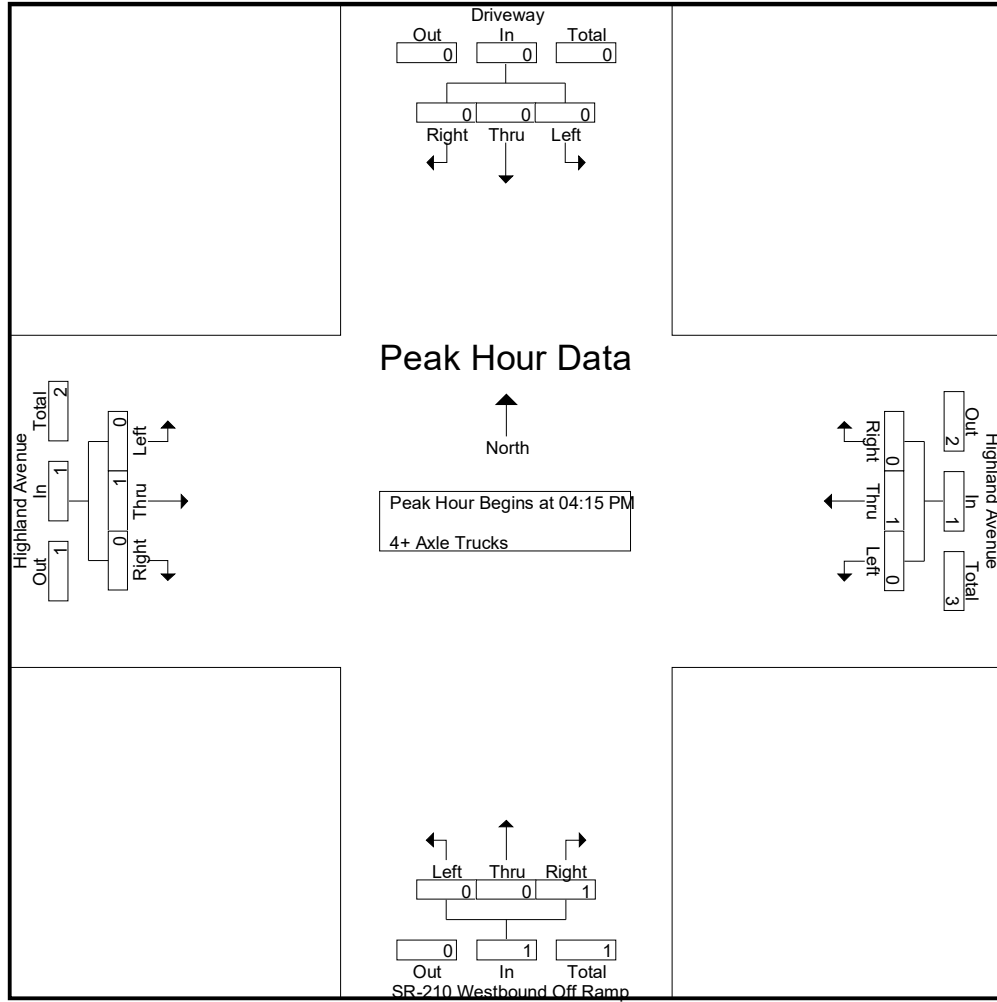 Driveway
Out In Total
0 0 0
0 0 0
Right Thru Left
Peak Hour Data
North
Peak Hour Begins at 04:15 PM
4+ Axle Trucks
Highland Avenue
Total In Out
2 1 1
0 1 0
Left Thru Right
Highland Avenue
Out In Total
2 1 3
0 1 0
Right Thru Left
Left Thru Right
0 0 1
0 1 1
Out In Total
SR-210 Westbound Off Ramp